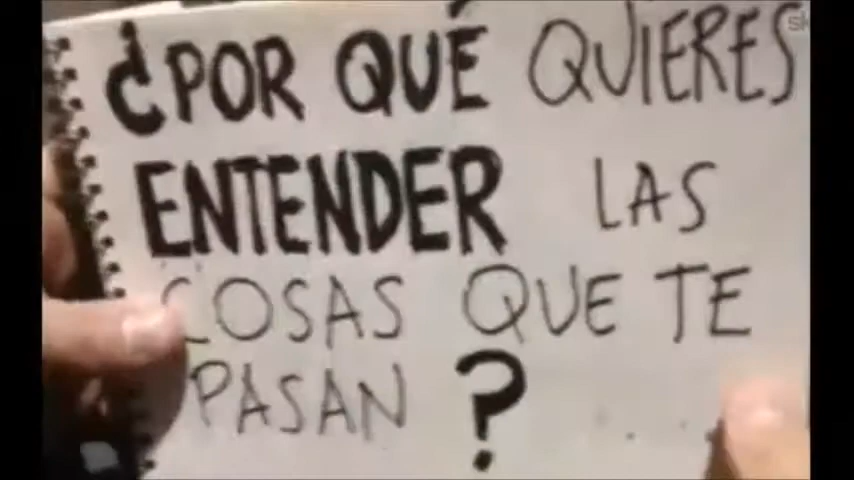 ¿POR QUÉ QUIERES
ENTENDER LAS
COSAS QUE TE
PASAN?